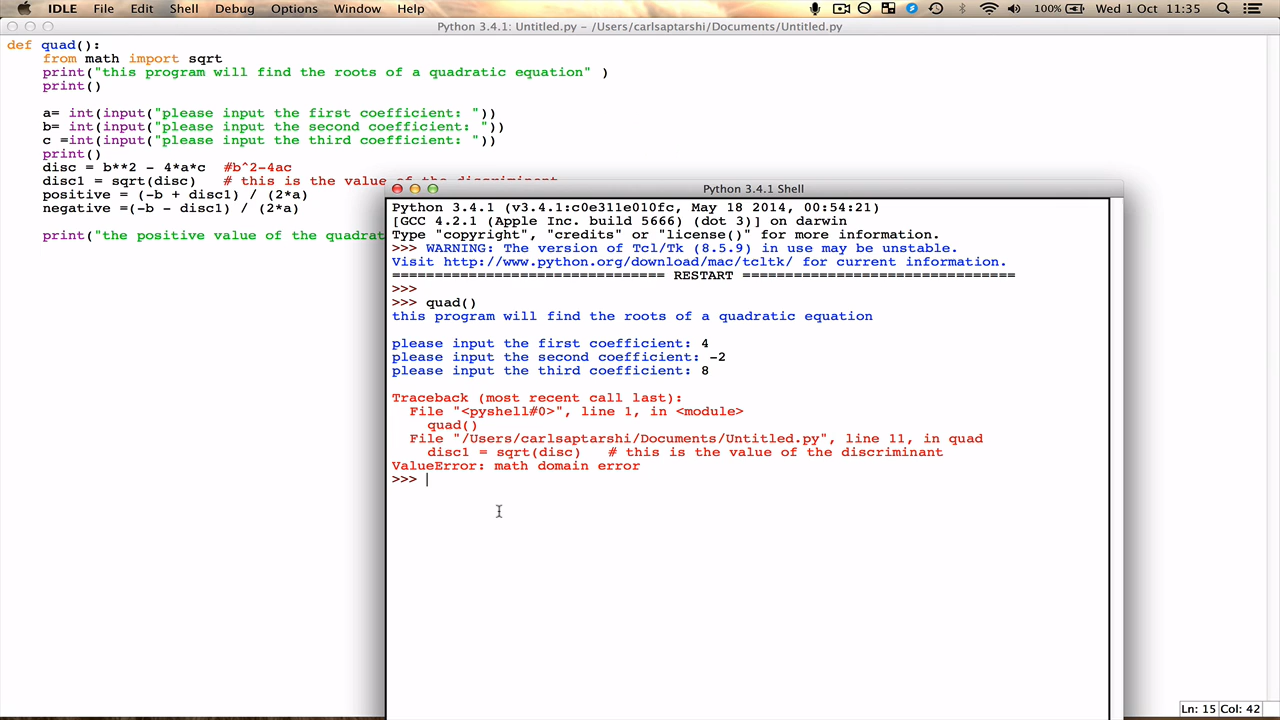 IDLE File Edit Shell Debug Options Window Help 100% Wed 1 Oct 11:35
Python 3.4.1: Untitled.py - /Users/carlsaptarshi/Documents/Untitled.py
def quad():
from math import sqrt
print("this program will find the roots of a quadratic equation" )
print()
a= int(input("please input the first coefficient: "))
b= int(input("please input the second coefficient: "))
c =int(input("please input the third coefficient: "))
print()
disc = b**2 - 4*a*c #b^2-4ac
disc1 = sqrt(disc) # this is the value of the discriminant
positive = (-b + disc1) / (2*a)
negative =(-b - disc1) / (2*a)
print("the positive value of the quadrat
Python 3.4.1 Shell
Python 3.4.1 (v3.4.1:c0e311e010fc, May 18 2014, 00:54:21)
[GCC 4.2.1 (Apple Inc. build 5666) (dot 3)] on darwin
Type "copyright", "credits" or "license()" for more information.
>>> WARNING: The version of Tcl/Tk (8.5.9) in use may be unstable.
Visit http://www.python.org/download/mac/tcltk/ for current information.
================================ RESTART ================================
>>>
>>> quad()
this program will find the roots of a quadratic equation
please input the first coefficient: 4
please input the second coefficient: -2
please input the third coefficient: 8
Traceback (most recent call last):
File "<pyshell#0>", line 1, in <module>
quad()
File "/Users/carlsaptarshi/Documents/Untitled.py", line 11, in quad
disc1 = sqrt(disc) # this is the value of the discriminant
ValueError: math domain error
>>>
Ln: 15 Col: 42